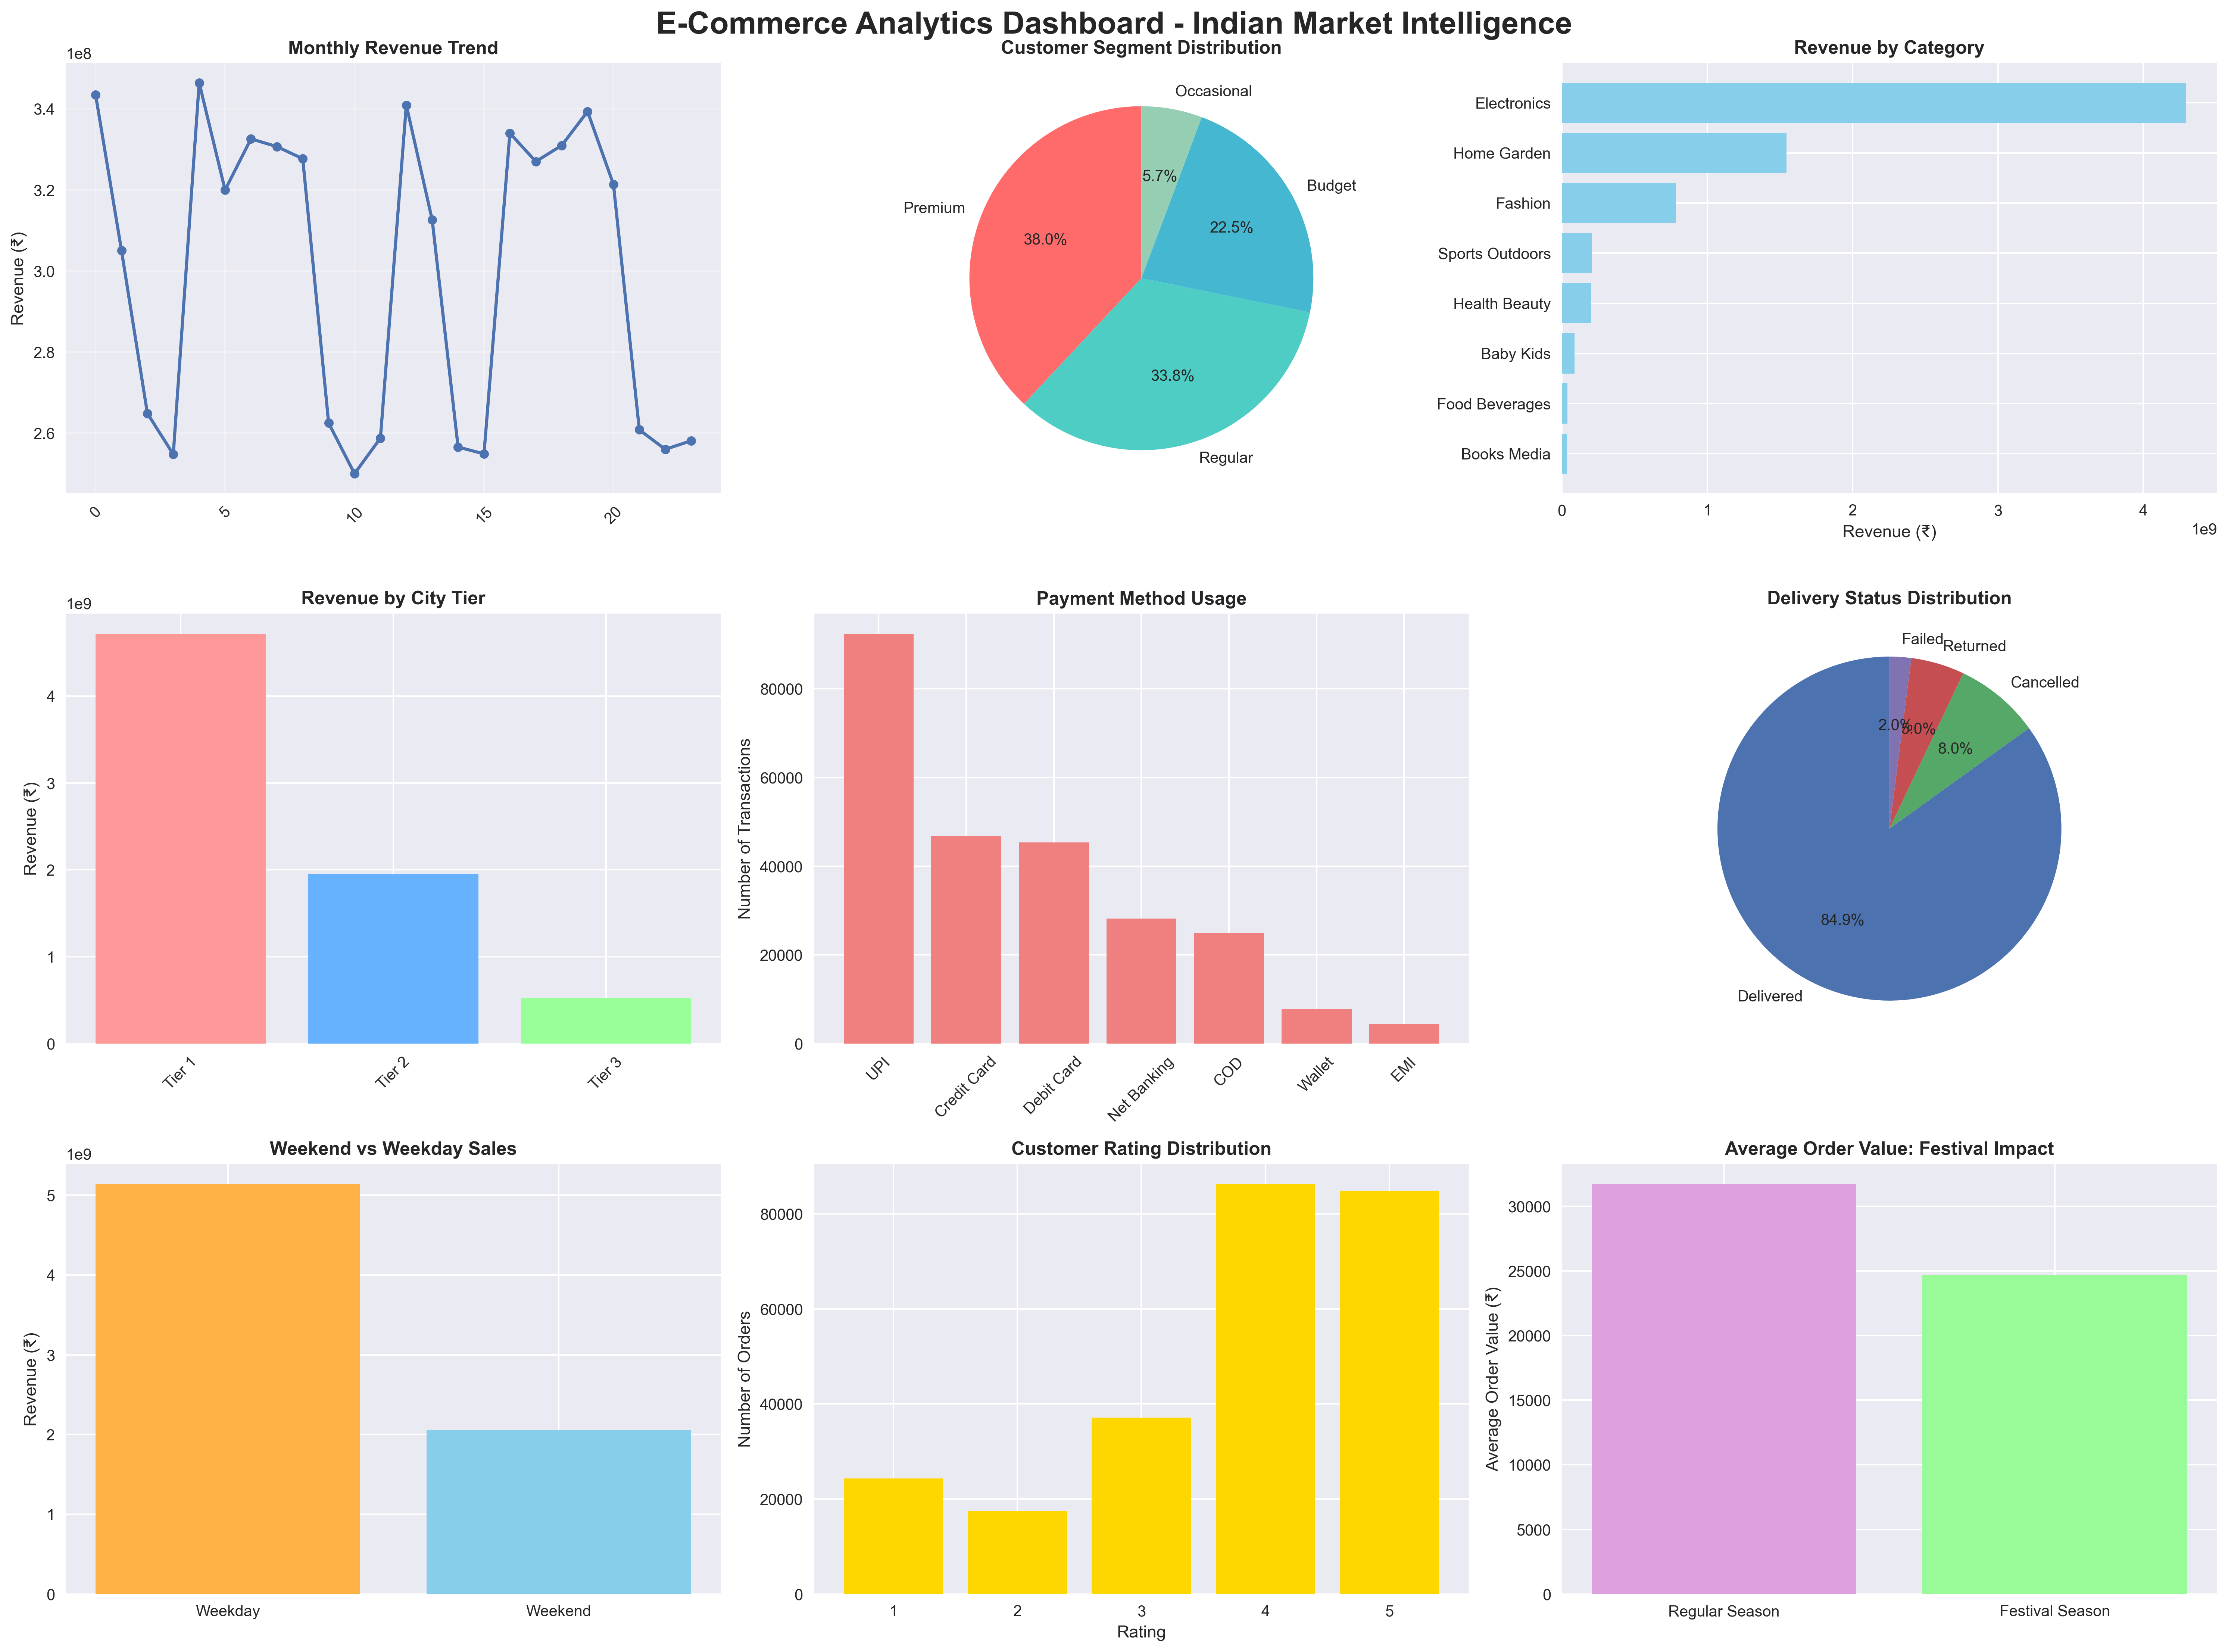 E-Commerce Analytics Dashboard - Indian Market Intelligence
Monthly Revenue Trend
1e8
Revenue (₹)
3.4
3.2
3.0
2.8
2.6
0
5
10
15
20
Customer Segment Distribution
Occasional
5.7%
Budget
22.5%
Premium
38.0%
33.8%
Regular
Revenue by Category
Electronics
Home Garden
Fashion
Sports Outdoors
Health Beauty
Baby Kids
Food Beverages
Books Media
0
1
2
3
4
1e9
Revenue (₹)
Revenue by City Tier
1e9
Revenue (₹)
4
3
2
1
0
Tier 1
Tier 2
Tier 3
Payment Method Usage
Number of Transactions
80000
60000
40000
20000
0
UPI
Credit Card
Debit Card
Net Banking
COD
Wallet
EMI
Delivery Status Distribution
Failed
Returned
Cancelled
2.0%
5.0%
8.0%
84.9%
Delivered
Weekend vs Weekday Sales
1e9
Revenue (₹)
5
4
3
2
1
0
Weekday
Weekend
Customer Rating Distribution
Number of Orders
80000
60000
40000
20000
0
1
2
3
4
5
Rating
Average Order Value: Festival Impact
Average Order Value (₹)
30000
25000
20000
15000
10000
5000
0
Regular Season
Festival Season